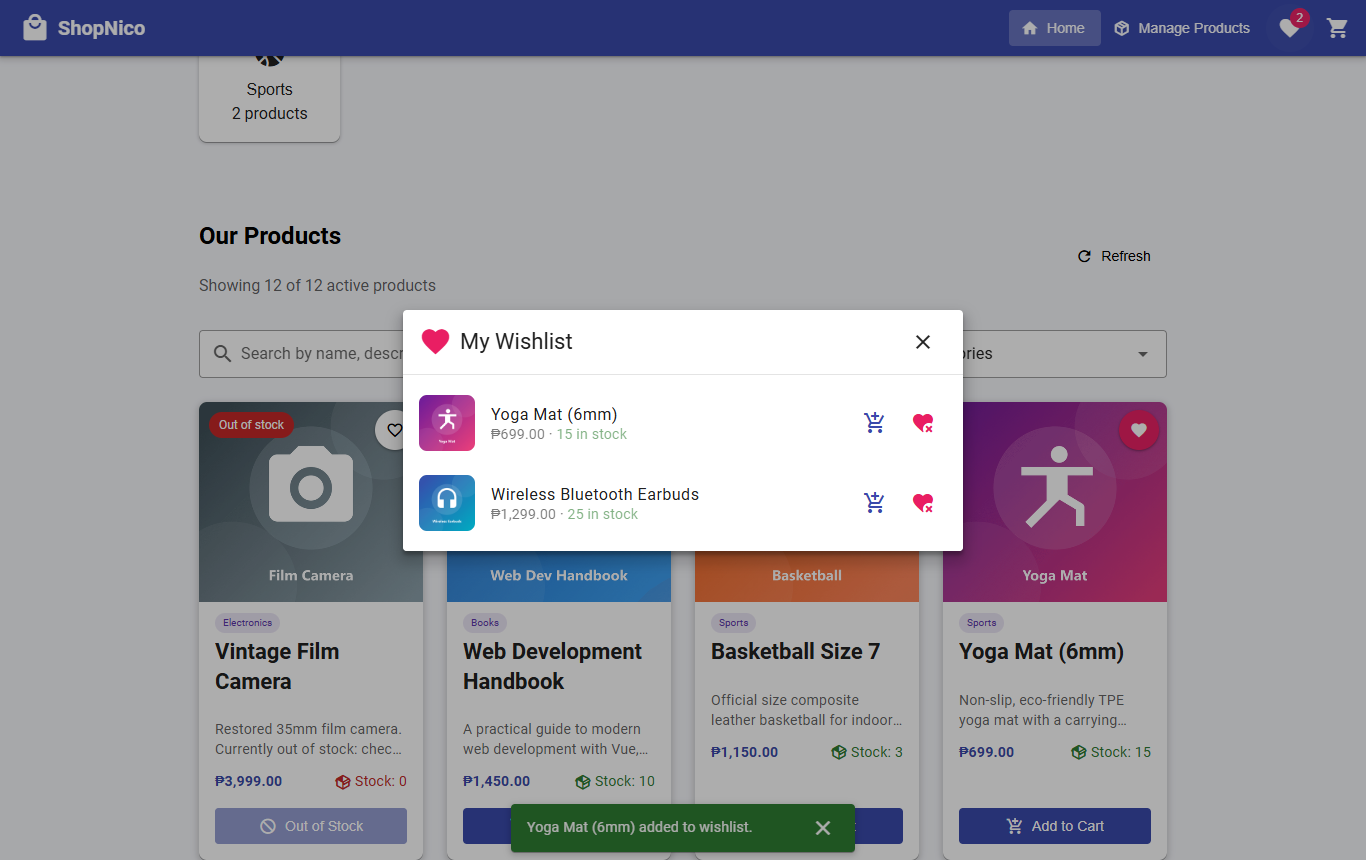 ShopNico
Home
Manage Products
2
Sports
2 products
Our Products
Refresh
Showing 12 of 12 active products
My Wishlist
Search by name, descr
ories
Yoga Mat (6mm)
₱699.00 · 15 in stock
Wireless Bluetooth Earbuds
₱1,299.00 · 25 in stock
Out of stock
Film Camera
Web Dev Handbook
Basketball
Yoga Mat
Electronics
Vintage Film
Camera
Restored 35mm film camera.
Currently out of stock: chec…
₱3,999.00
Stock: 0
Out of Stock
Books
Web Development
Handbook
A practical guide to modern
web development with Vue,…
₱1,450.00
Stock: 10
Sports
Basketball Size 7
Official size composite
leather basketball for indoor…
₱1,150.00
Stock: 3
Sports
Yoga Mat (6mm)
Non-slip, eco-friendly TPE
yoga mat with a carrying…
₱699.00
Stock: 15
Add to Cart
Yoga Mat (6mm) added to wishlist.